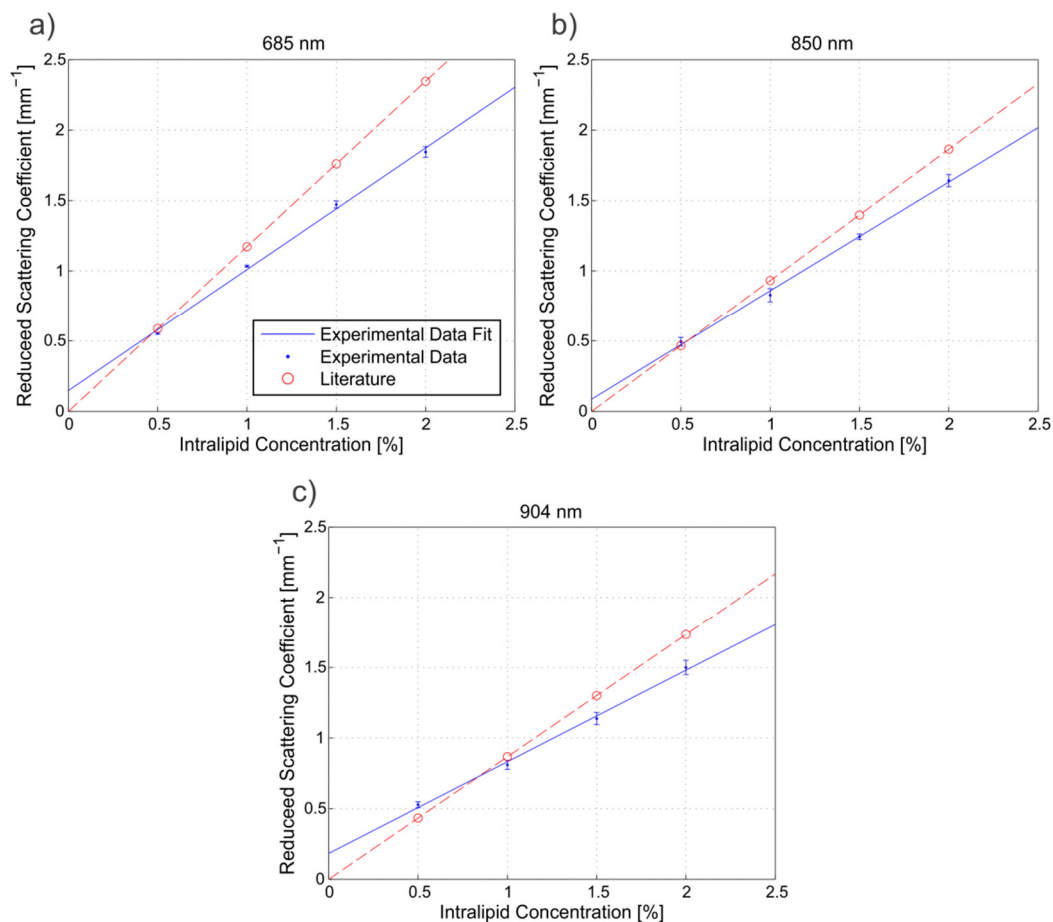 a)
685 nm
2.5
2
1.5
1
0.5
0
0 0.5 1 1.5 2 2.5
Reduceed Scattering Coefficient [mm⁻¹]
Intralipid Concentration [%]
Experimental Data Fit
Experimental Data
Literature
b)
850 nm
2.5
2
1.5
1
0.5
0
0 0.5 1 1.5 2 2.5
Reduceed Scattering Coefficient [mm⁻¹]
Intralipid Concentration [%]
c)
904 nm
2.5
2
1.5
1
0.5
0
0 0.5 1 1.5 2 2.5
Reduceed Scattering Coefficient [mm⁻¹]
Intralipid Concentration [%]